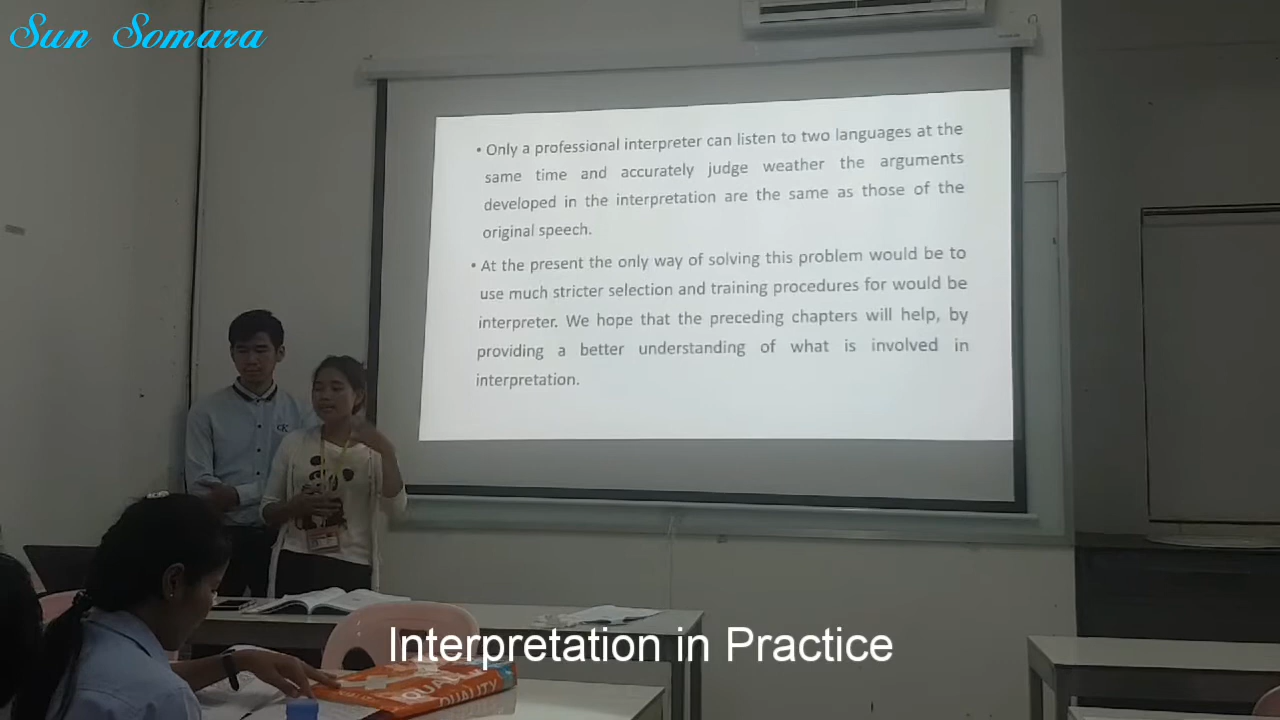 Sun Somara
• Only a professional interpreter can listen to two languages at the
same time and accurately judge weather the arguments
developed in the interpretation are the same as those of the
original speech.
• At the present the only way of solving this problem would be to
use much stricter selection and training procedures for would be
interpreter. We hope that the preceding chapters will help, by
providing a better understanding of what is involved in
interpretation.
CK
Interpretation in Practice
QUALITY
QUALITY